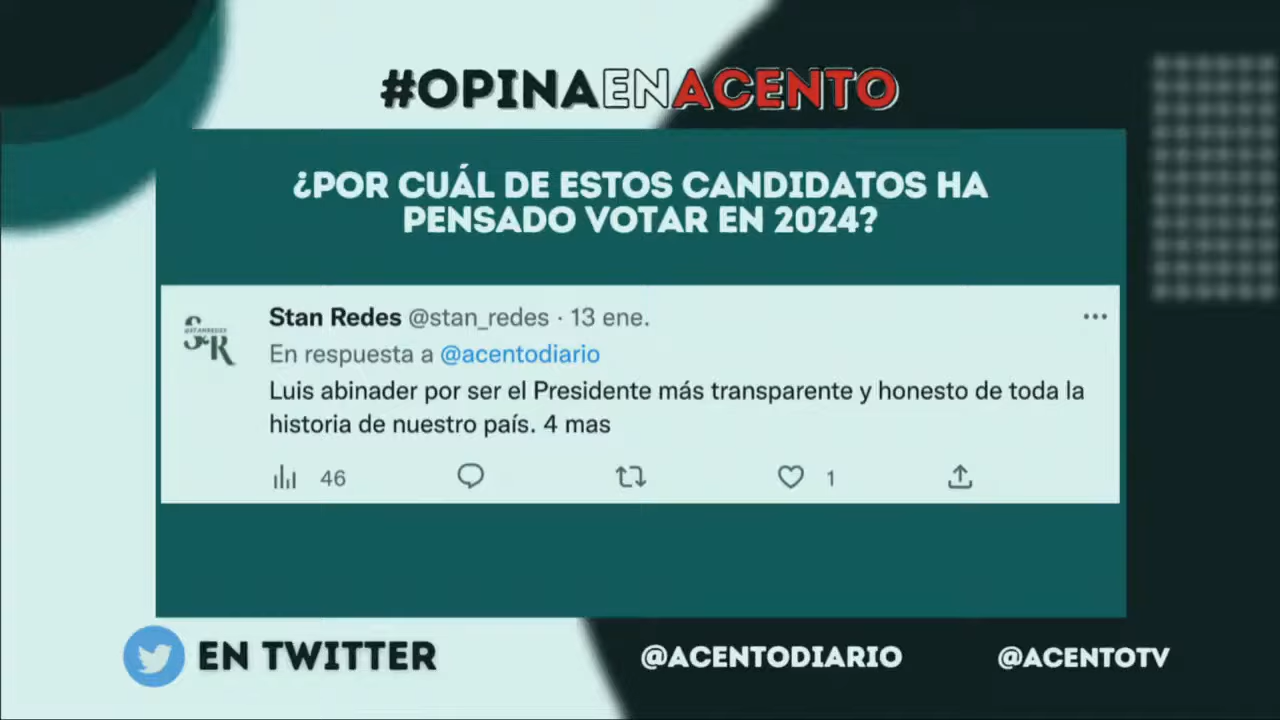 #OPINAENACENTO
¿POR CUÁL DE ESTOS CANDIDATOS HA
PENSADO VOTAR EN 2024?
Stan Redes @stan_redes · 13 ene.
En respuesta a @acentodiario
Luis abinader por ser el Presidente más transparente y honesto de toda la
historia de nuestro país. 4 mas
46
1
EN TWITTER
@ACENTODIARIO
@ACENTOTV